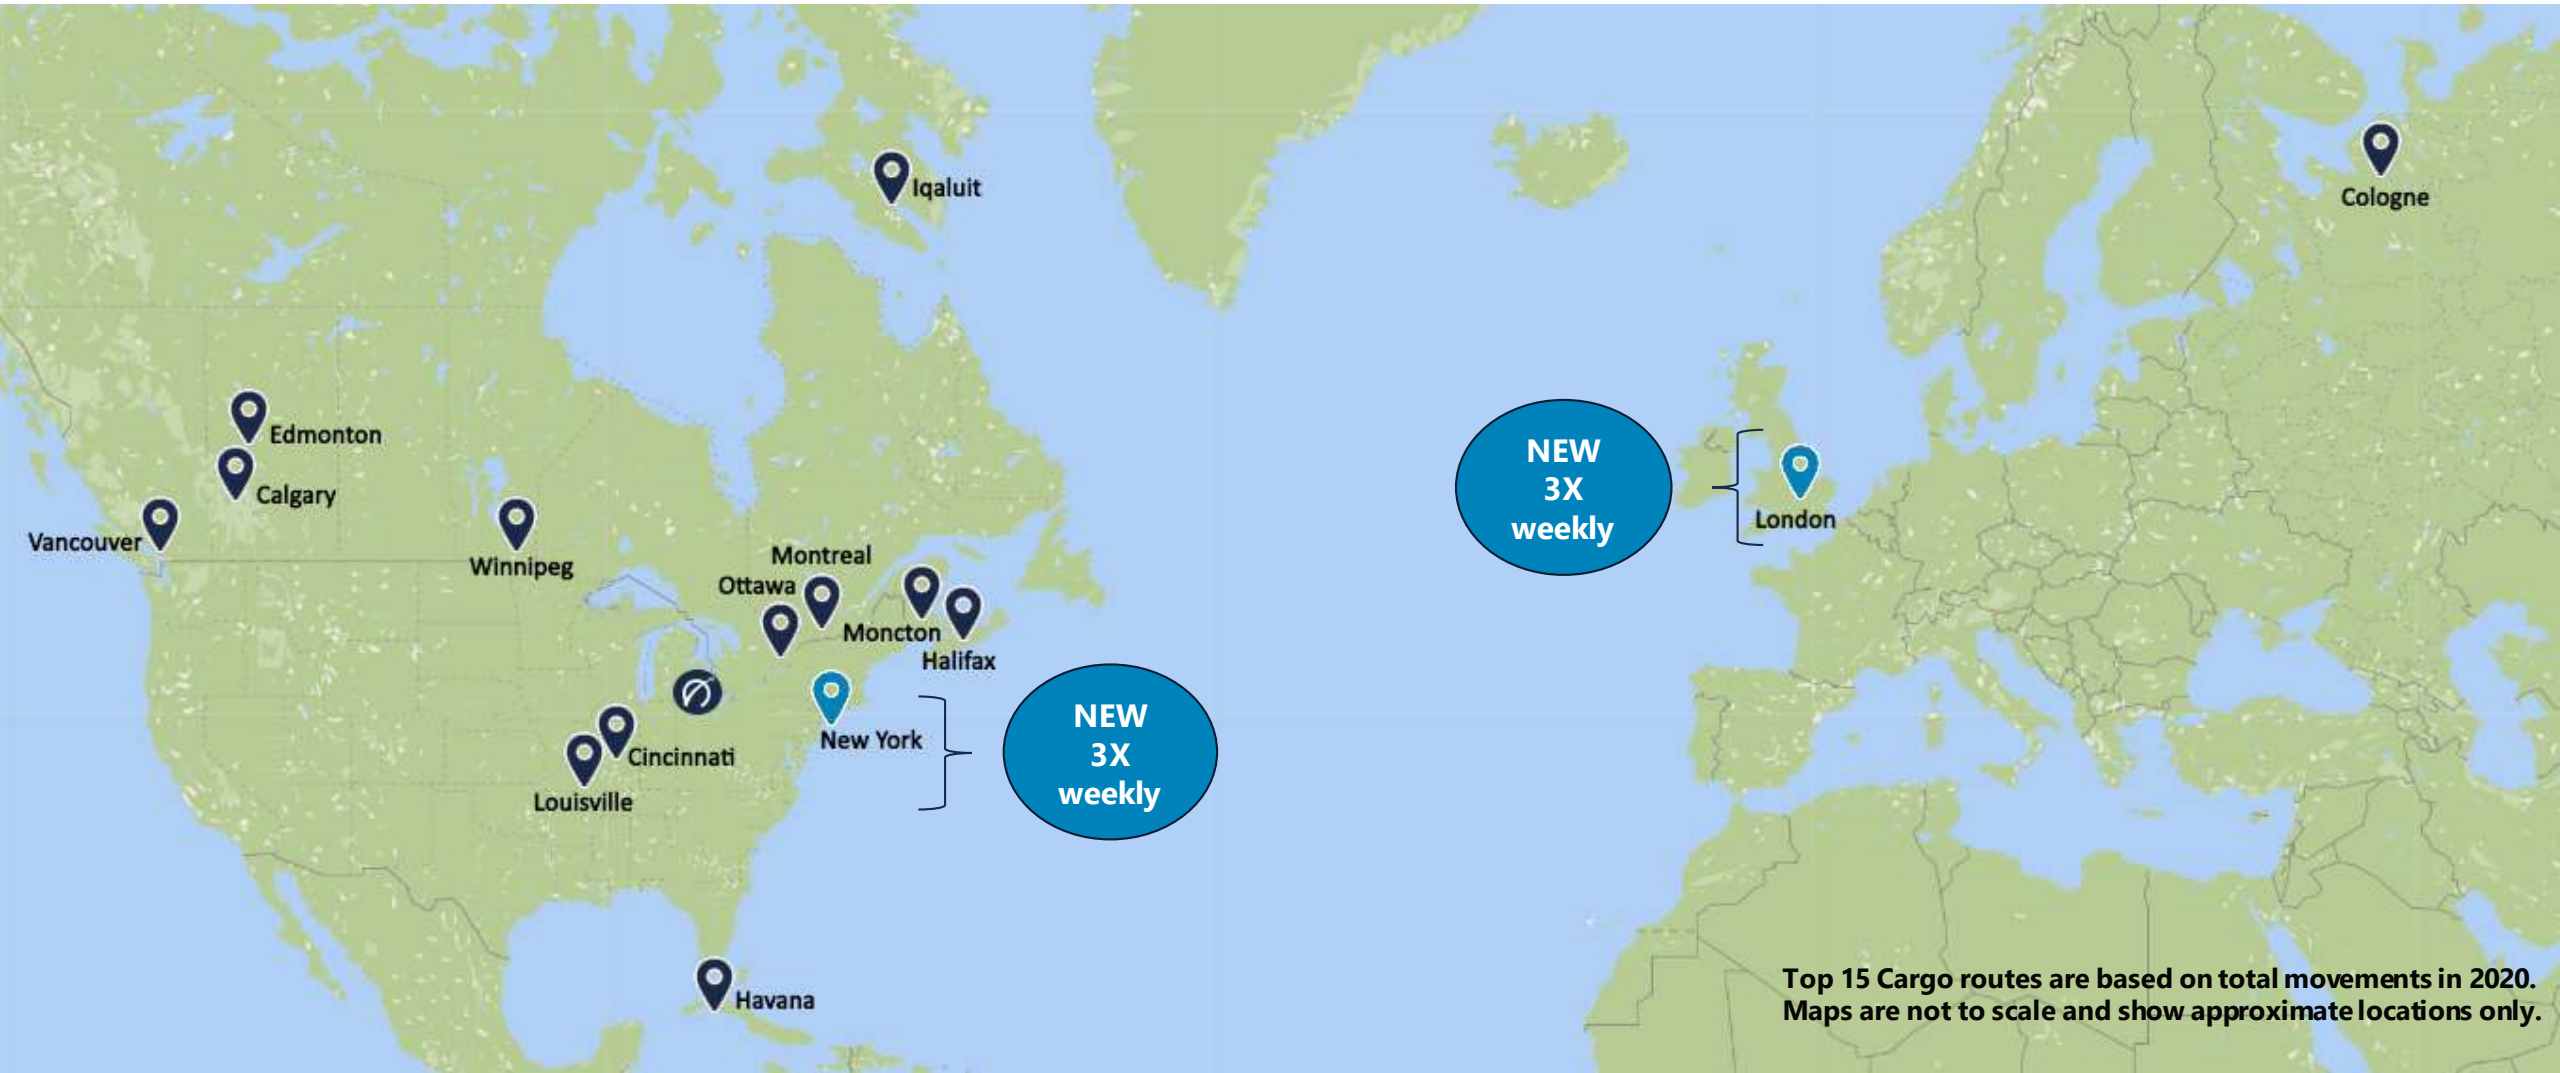 Iqaluit
Cologne
Edmonton
Calgary
Vancouver
Winpeg
Montreal
Ottawa
Moncton
Halifax
New York
Cincinnati
Louisville
Havana
NEW
3X
weekly
London
NEW
3X
weekly
Top 15 Cargo routes are based on total movements in 2020.
Maps are not to scale and show approximate locations only.